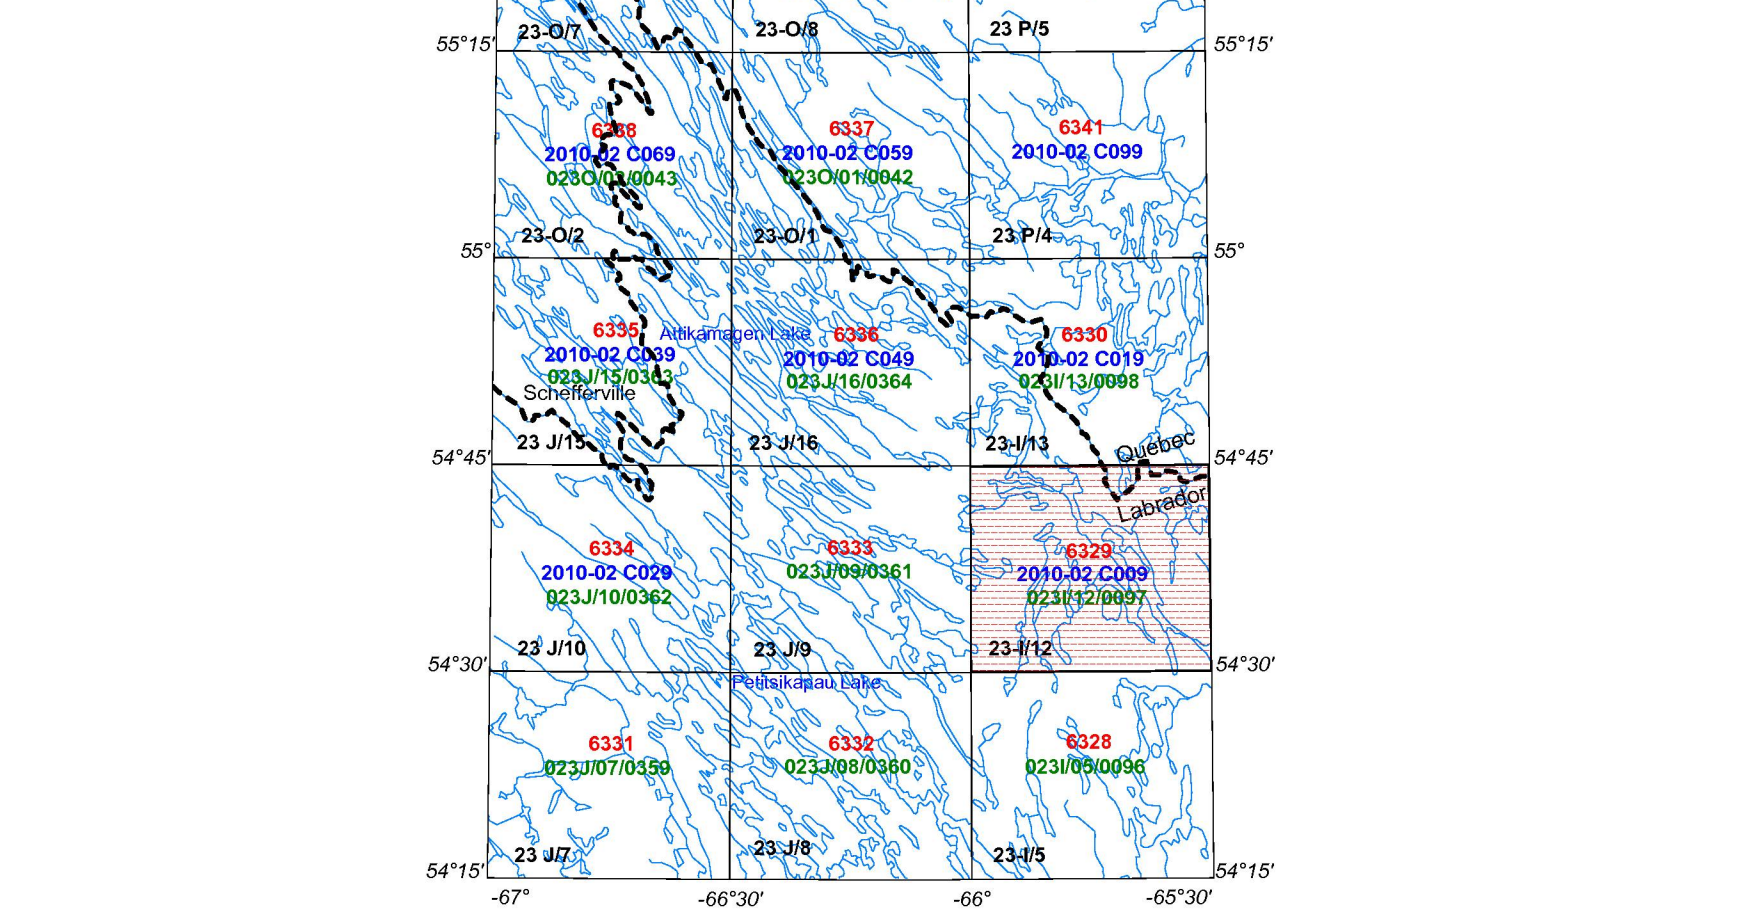 23-O/7
23-O/8
23 P/5
55°15'
55°15'
6338
2010-02 C069
023O/02/0043
6337
2010-02 C059
023O/01/0042
6341
2010-02 C099
23-O/2
23-O/1
23 P/4
55°
55°
6335
2010-02 C039
023J/15/0363
Schefferville
Attikamagen Lake
6336
2010-02 C049
023J/16/0364
6330
2010-02 C019
023I/13/0098
23 J/15
23 J/16
23-I/13
Quebec
54°45'
54°45'
Labrador
6334
2010-02 C029
023J/10/0362
6333
023J/09/0361
6329
2010-02 C009
023I/12/0097
23 J/10
23 J/9
23-I/12
54°30'
54°30'
Petitsikapau Lake
6331
023J/07/0359
6332
023J/08/0360
6328
023I/05/0096
23 J/7
23 J/8
23-I/5
54°15'
54°15'
-67°
-66°30'
-66°
-65°30'